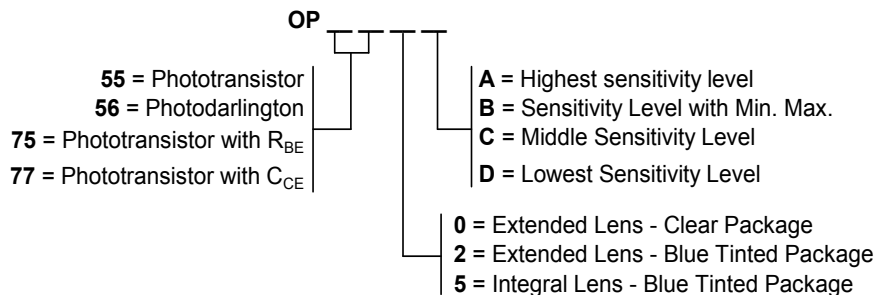 OP
55 = Phototransistor
56 = Photodarlington
75 = Phototransistor with RBE
77 = Phototransistor with CCE
A = Highest sensitivity level
B = Sensitivity Level with Min. Max.
C = Middle Sensitivity Level
D = Lowest Sensitivity Level
0 = Extended Lens - Clear Package
2 = Extended Lens - Blue Tinted Package
5 = Integral Lens - Blue Tinted Package